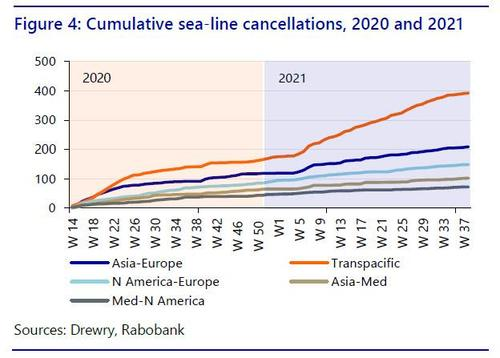 Figure 4: Cumulative sea-line cancellations, 2020 and 2021
500
400
300
200
100
0
2020
2021
W 14
W 18
W 22
W 26
W 30
W 34
W 38
W 42
W 46
W 50
W1
W 5
W 9
W 13
W 17
W 21
W 25
W 29
W 33
W 37
Asia-Europe
Transpacific
N America-Europe
Asia-Med
Med-N America
Sources: Drewry, Rabobank